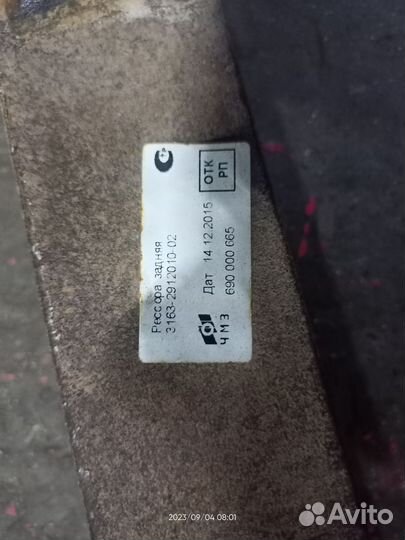 Рессора задняя
3163-2912010-02
ЧМЗ
Дат 14.12.2015
690 000 665
ОТК
РП
2023/09/04 08:01
Avito